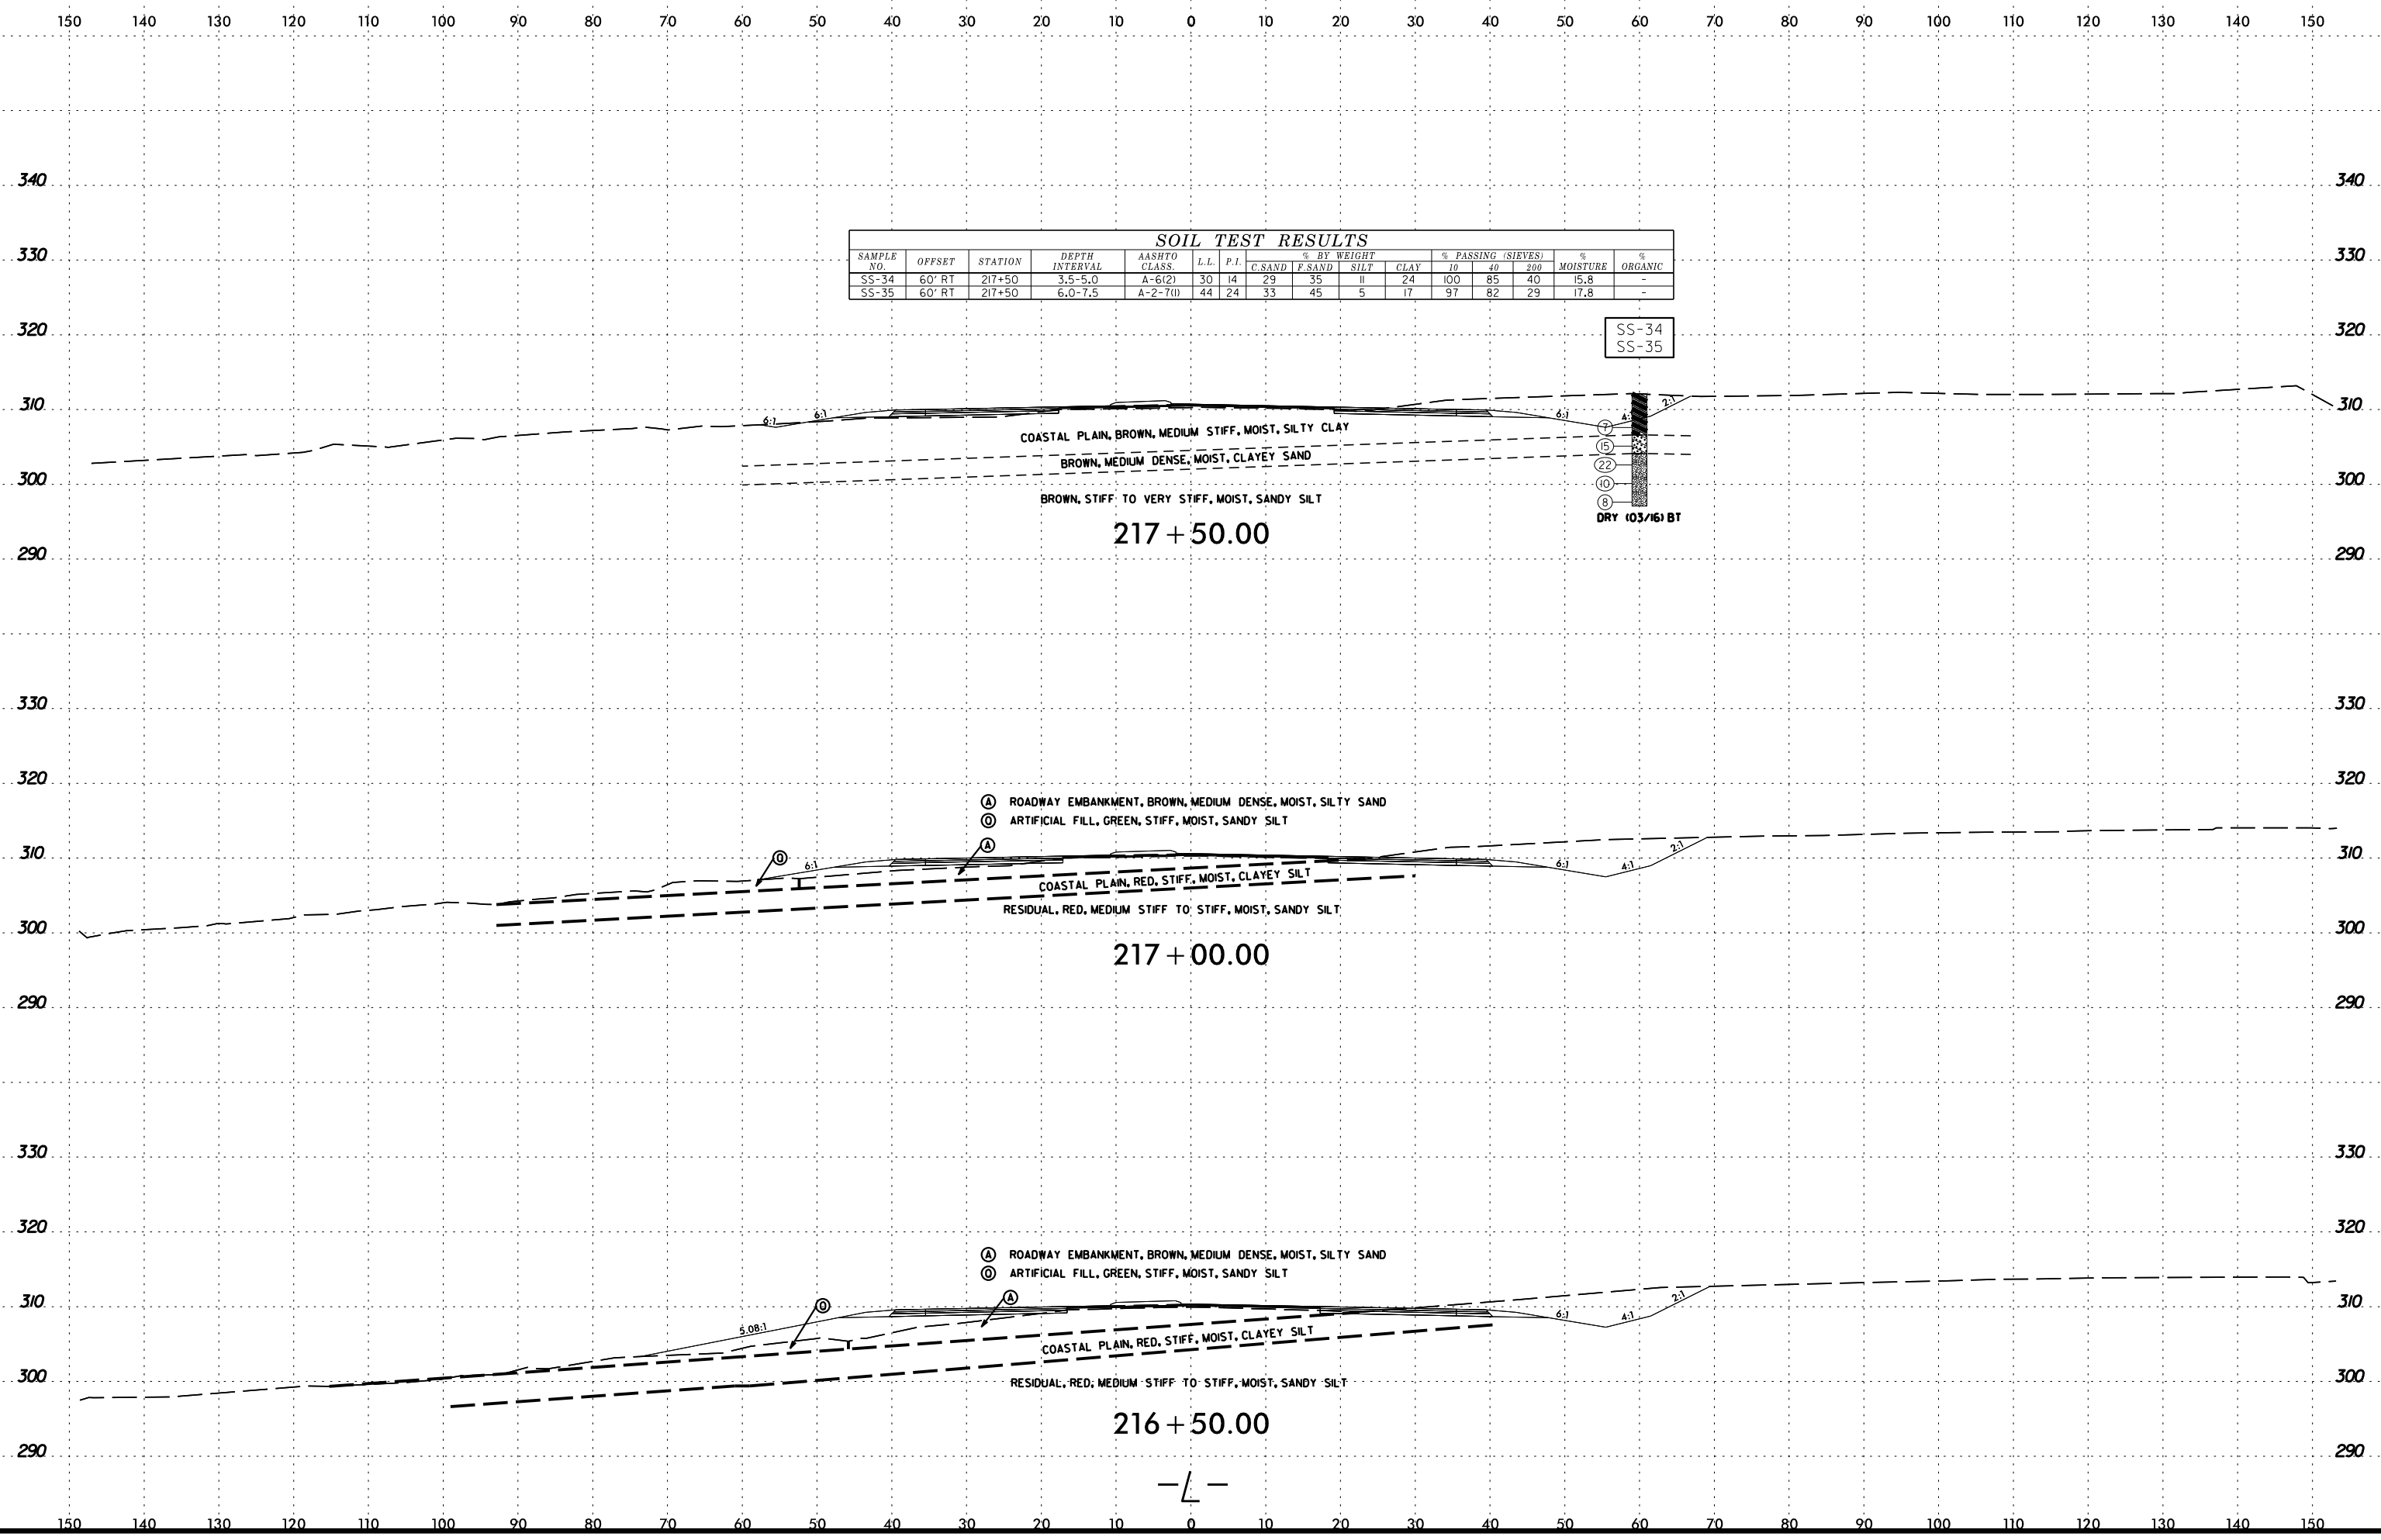 150 140 130 120 110 100 90 80 70 60 50 40 30 20 10 0 10 20 30 40 50 60 70 80 90 100 110 120 130 140 150
340 340
SOIL TEST RESULTS
SAMPLE NO. OFFSET STATION DEPTH INTERVAL AASHTO CLASS. L.L. P.I. % BY WEIGHT % PASSING (SIEVES) % MOISTURE % ORGANIC
C.SAND F.SAND SILT CLAY 10 40 200
SS-34 60' RT 217+50 3.5-5.0 A-6(2) 30 14 29 35 11 24 100 85 40 15.8 -
SS-35 60' RT 217+50 6.0-7.5 A-2-7(1) 44 24 33 45 5 17 97 82 29 17.8 -
330 330
SS-34
SS-35
320 320
310 6:1 6:1 6:1 4:1 2:1 310
7
COASTAL PLAIN, BROWN, MEDIUM STIFF, MOIST, SILTY CLAY
15
BROWN, MEDIUM DENSE, MOIST, CLAYEY SAND
22
300 10 300
BROWN, STIFF TO VERY STIFF, MOIST, SANDY SILT
8
DRY (03/16) BT
217+50.00
290 290
330 330
320 320
A ROADWAY EMBANKMENT, BROWN, MEDIUM DENSE, MOIST, SILTY SAND
O ARTIFICIAL FILL, GREEN, STIFF, MOIST, SANDY SILT
A
310 O 6:1 6:1 4:1 2:1 310
COASTAL PLAIN, RED, STIFF, MOIST, CLAYEY SILT
RESIDUAL, RED, MEDIUM STIFF TO STIFF, MOIST, SANDY SILT
300 300
217+00.00
290 290
330 330
320 320
A ROADWAY EMBANKMENT, BROWN, MEDIUM DENSE, MOIST, SILTY SAND
O ARTIFICIAL FILL, GREEN, STIFF, MOIST, SANDY SILT
310 O A 2:1 310
5.08:1 6:1 4:1
COASTAL PLAIN, RED, STIFF, MOIST, CLAYEY SILT
300 300
RESIDUAL, RED, MEDIUM STIFF TO STIFF, MOIST, SANDY SILT
216+50.00
290 290
-L-
150 140 130 120 110 100 90 80 70 60 50 40 30 20 10 0 10 20 30 40 50 60 70 80 90 100 110 120 130 140 150